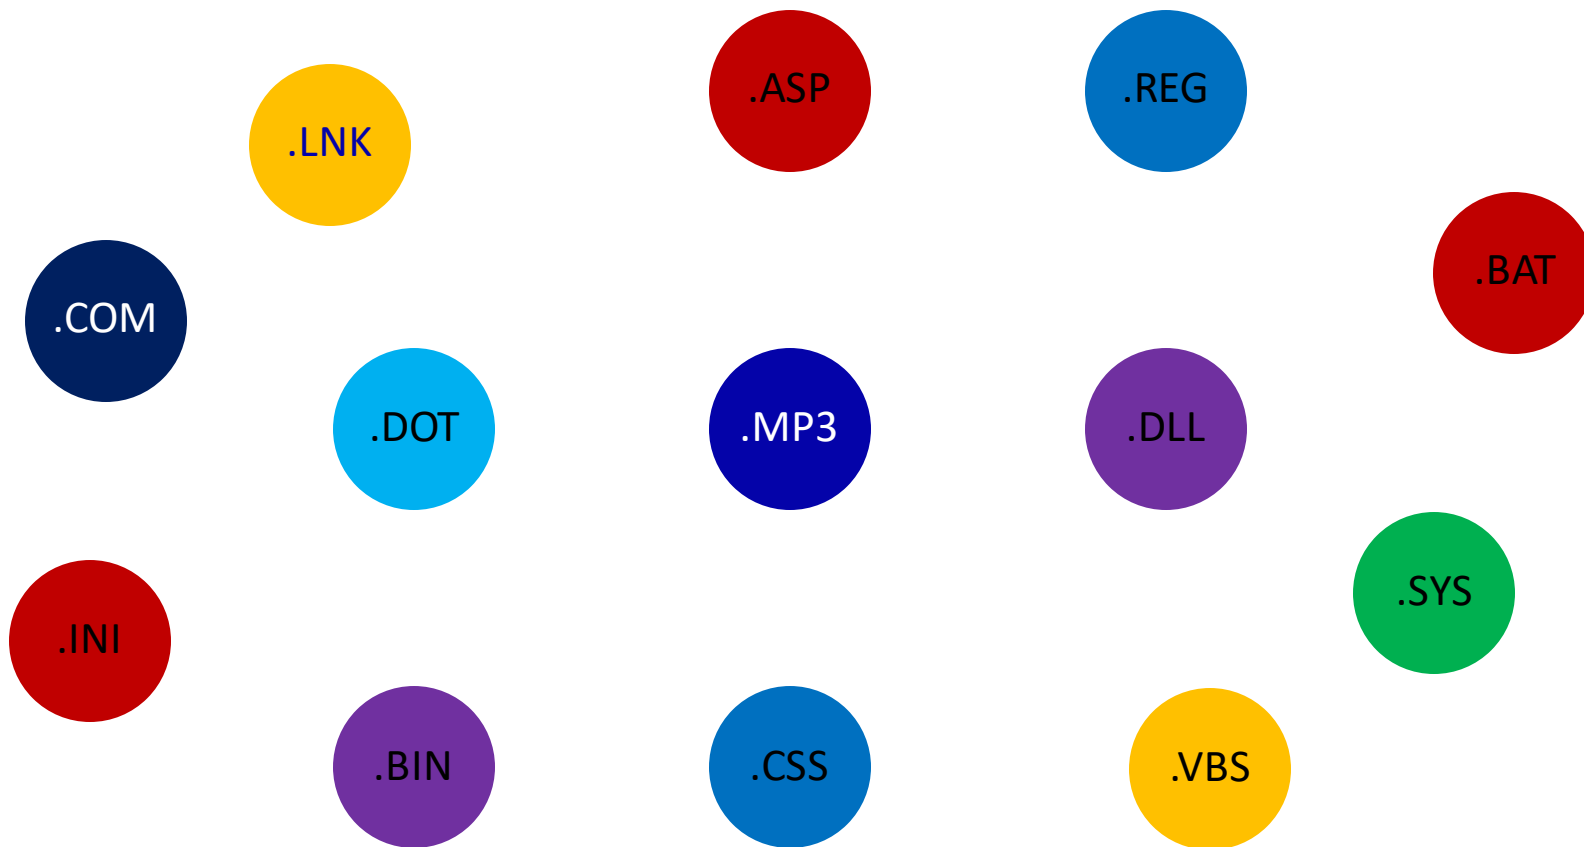 .ASP
.REG
.LNK
.BAT
.COM
.DOT
.MP3
.DLL
.SYS
.INI
.BIN
.CSS
.VBS